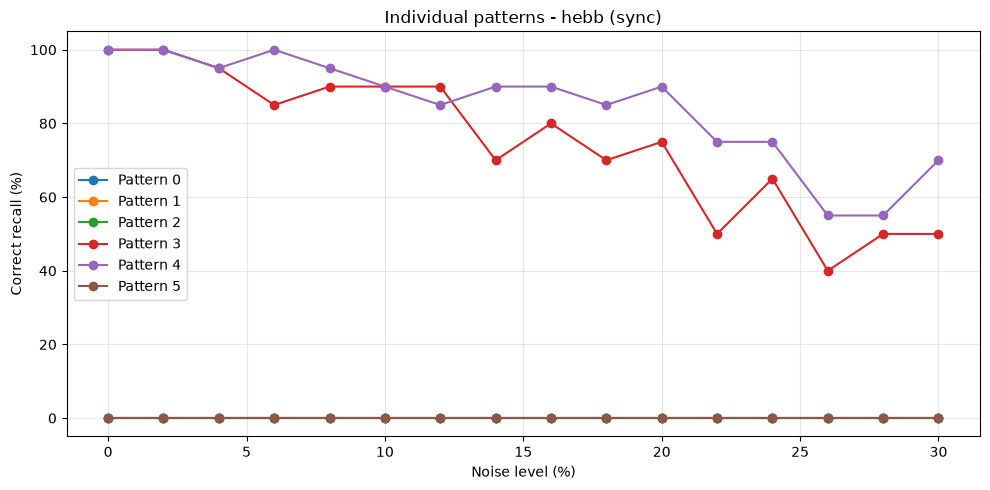 Individual patterns - hebb (sync)
Correct recall (%)
100
80
60
40
20
0
Pattern 0
Pattern 1
Pattern 2
Pattern 3
Pattern 4
Pattern 5
0 5 10 15 20 25 30
Noise level (%)